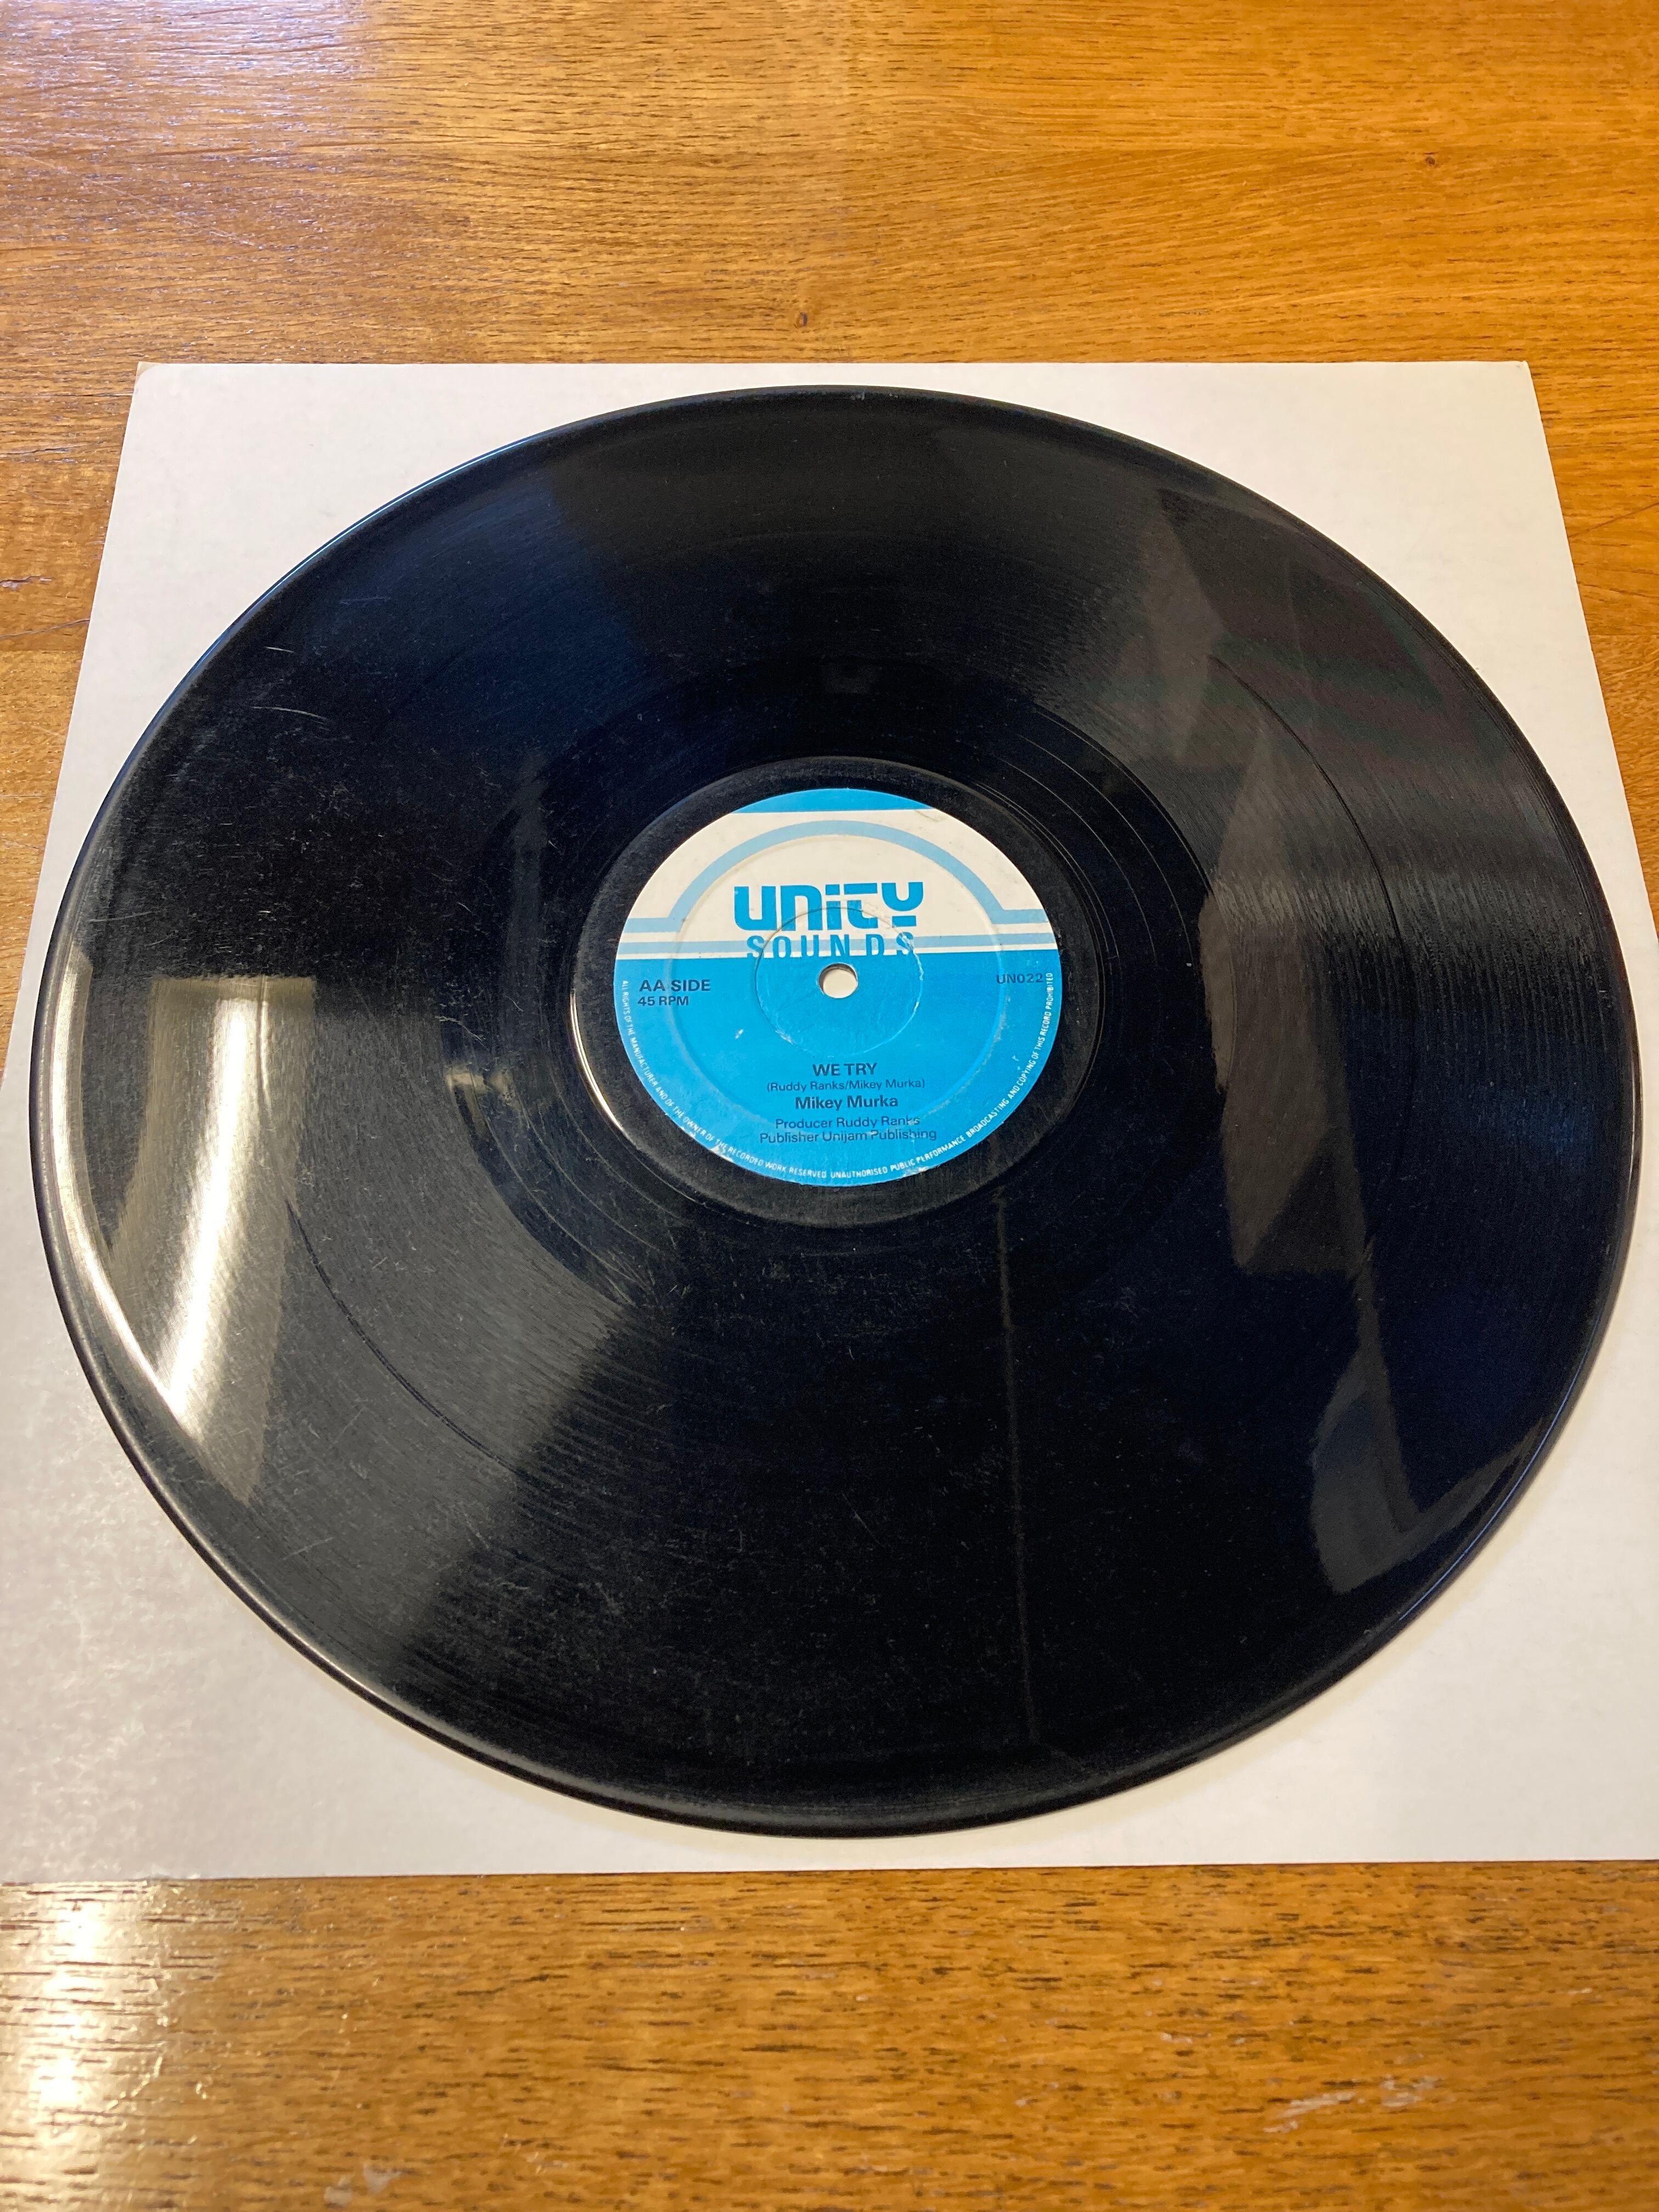 UNITY
SOUNDS
AA SIDE
45 RPM
UN022
WE TRY
(Ruddy Ranks/Mikey Murka)
Mikey Murka
Producer Ruddy Ranks
Publisher Unijam Publishing
ALL RIGHTS OF THE MANUFACTURER AND OF THE OWNER OF THE RECORDED WORK RESERVED UNAUTHORISED PUBLIC PERFORMANCE BROADCASTING AND COPYING OF THIS RECORD PROHIBITED